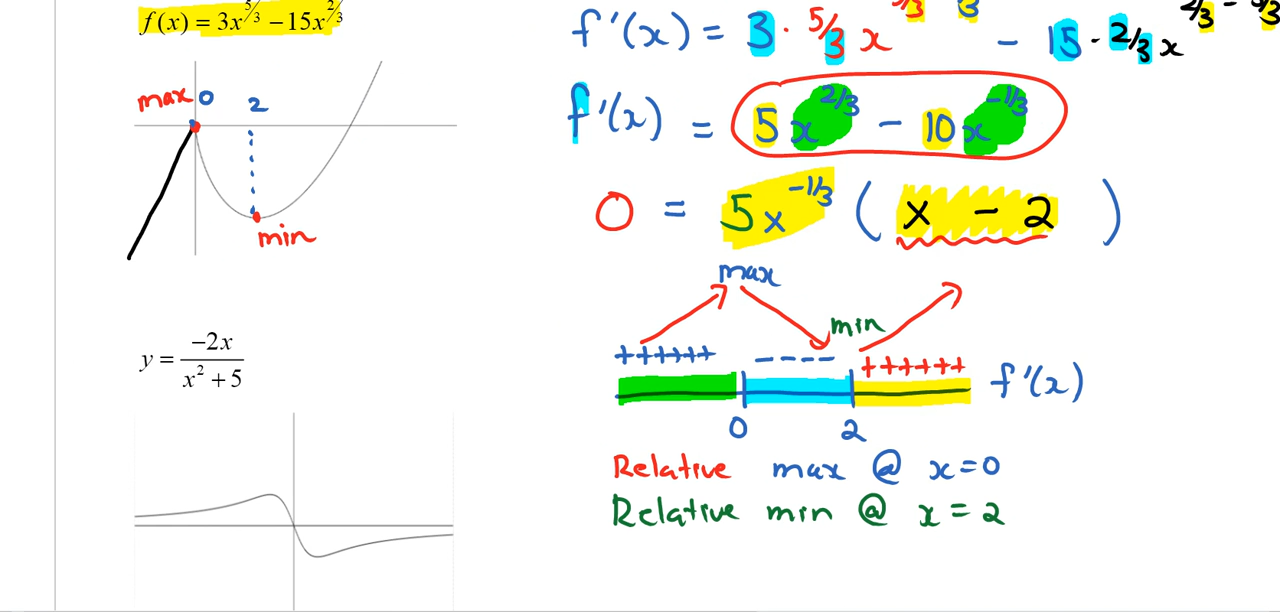 f(x) = 3x^5/3 − 15x^2/3
max 0 2
min
y = −2x / x² + 5
f'(x) = 3 · 5/3 x − 15 · 2/3 x
f'(x) = 5x^2/3 − 10x^-1/3
0 = 5x^-1/3 ( x − 2 )
max
min
++++++ − − − − ++++++
f'(x)
0 2
Relative max @ x=0
Relative min @ x = 2